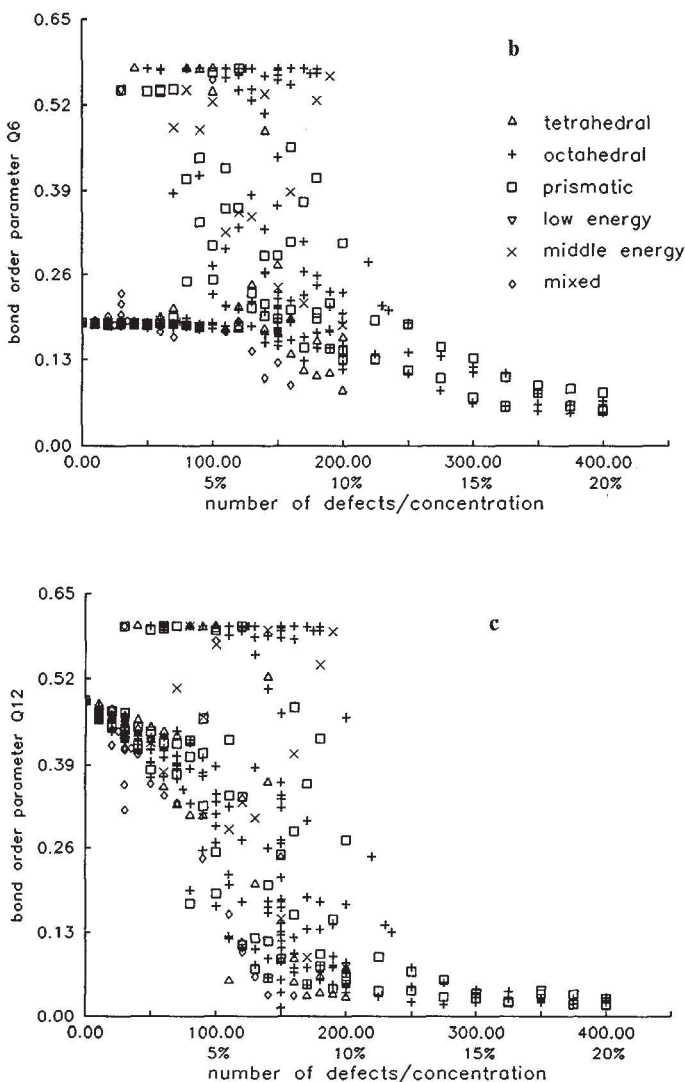 0.65
b
0.52
△ tetrahedral
+ octahedral
□ prismatic
▽ low energy
× middle energy
◇ mixed
bond order parameter Q6
0.39
0.26
0.13
0.00
0.00 100.00 200.00 300.00 400.00
5% 10% 15% 20%
number of defects/concentration
0.65
c
0.52
bond order parameter Q12
0.39
0.26
0.13
0.00
0.00 100.00 200.00 300.00 400.00
5% 10% 15% 20%
number of defects/concentration